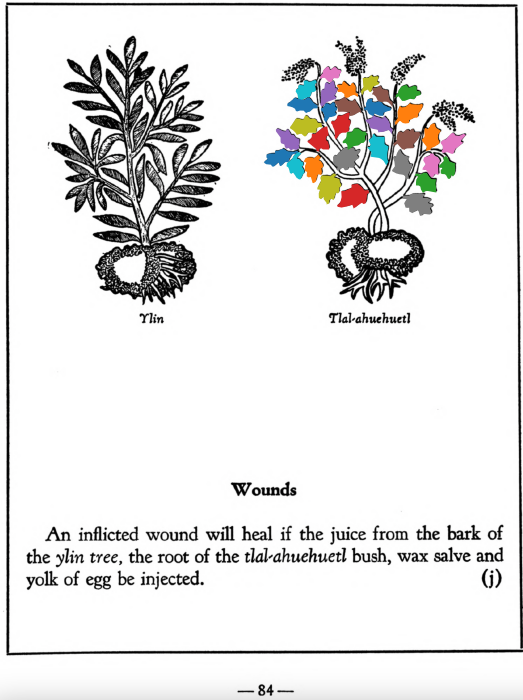 Ylin
Tlal-ahuehuetl
Wounds
An inflicted wound will heal if the juice from the bark of
the ylin tree, the root of the tlal-ahuehuetl bush, wax salve and
yolk of egg be injected. (j)
— 84 —